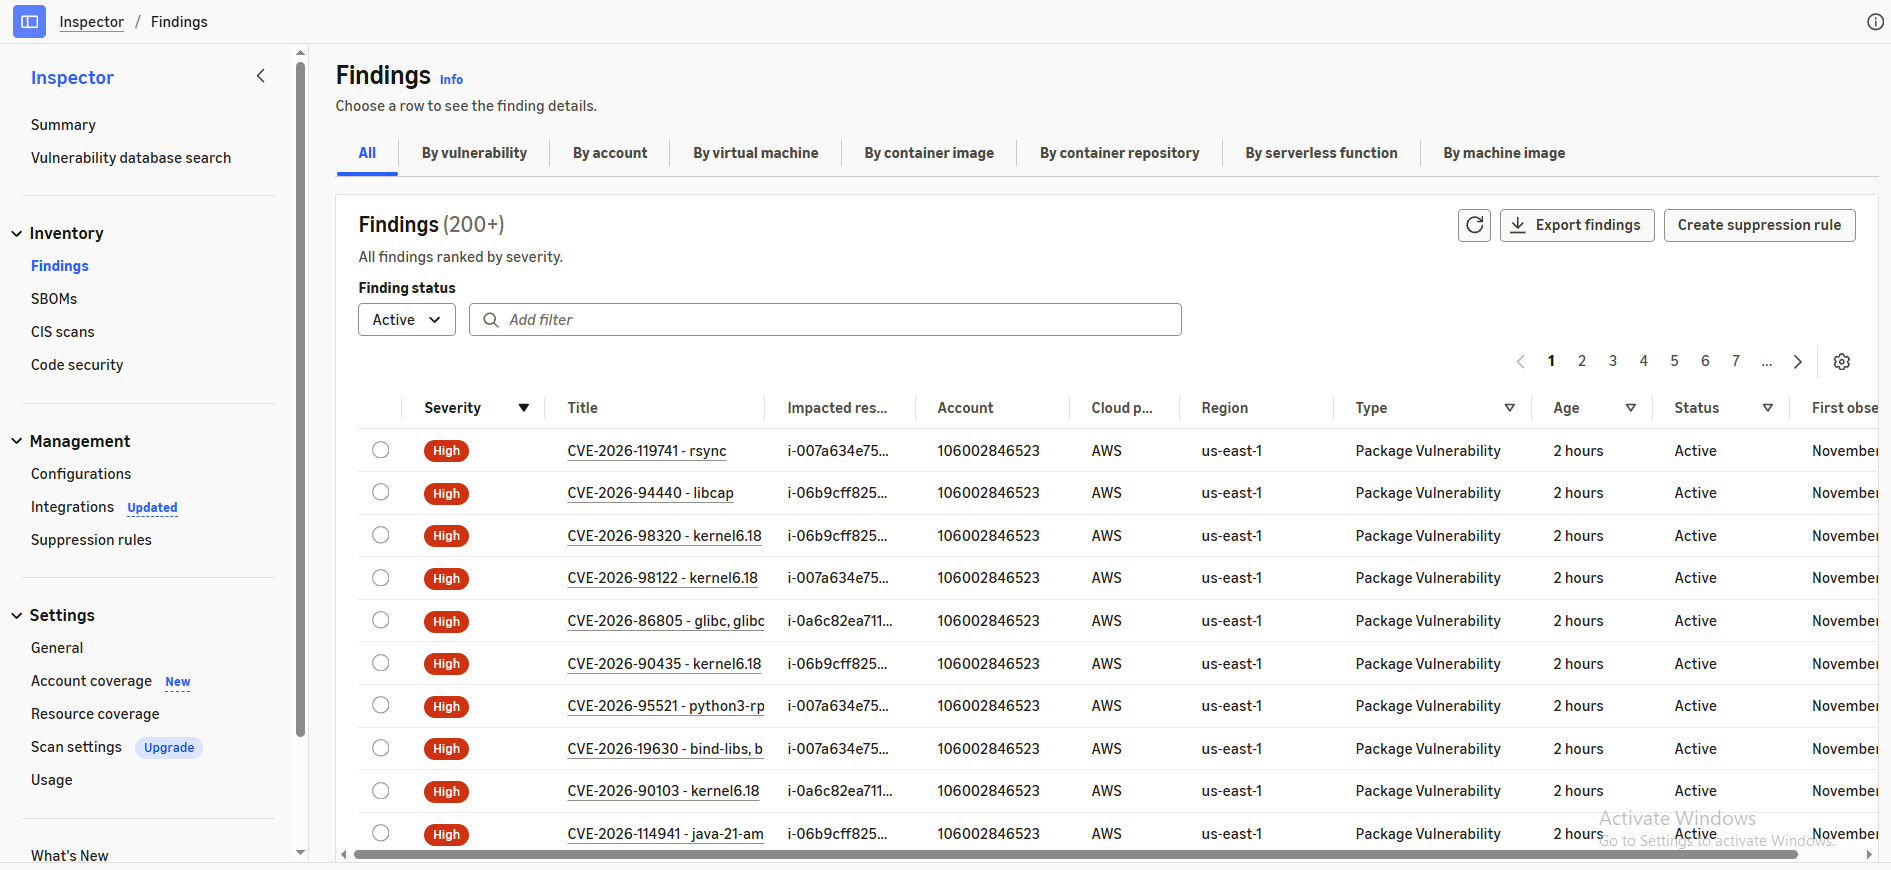 Inspector / Findings
Inspector
Summary
Vulnerability database search
Inventory
Findings
SBOMs
CIS scans
Code security
Management
Configurations
Integrations Updated
Suppression rules
Settings
General
Account coverage New
Resource coverage
Scan settings Upgrade
Usage
What's New
Findings Info
Choose a row to see the finding details.
All By vulnerability By account By virtual machine By container image By container repository By serverless function By machine image
Findings (200+)
Export findings Create suppression rule
All findings ranked by severity.
Finding status
Active Add filter
1 2 3 4 5 6 7 ...
Severity Title Impacted res... Account Cloud p... Region Type Age Status First obse
High CVE-2026-119741 - rsync i-007a634e75... 106002846523 AWS us-east-1 Package Vulnerability 2 hours Active November
High CVE-2026-94440 - libcap i-06b9cff825... 106002846523 AWS us-east-1 Package Vulnerability 2 hours Active November
High CVE-2026-98320 - kernel6.18 i-06b9cff825... 106002846523 AWS us-east-1 Package Vulnerability 2 hours Active November
High CVE-2026-98122 - kernel6.18 i-007a634e75... 106002846523 AWS us-east-1 Package Vulnerability 2 hours Active November
High CVE-2026-86805 - glibc, glibc i-0a6c82ea711... 106002846523 AWS us-east-1 Package Vulnerability 2 hours Active November
High CVE-2026-90435 - kernel6.18 i-06b9cff825... 106002846523 AWS us-east-1 Package Vulnerability 2 hours Active November
High CVE-2026-95521 - python3-rp i-007a634e75... 106002846523 AWS us-east-1 Package Vulnerability 2 hours Active November
High CVE-2026-19630 - bind-libs, b i-007a634e75... 106002846523 AWS us-east-1 Package Vulnerability 2 hours Active November
High CVE-2026-90103 - kernel6.18 i-0a6c82ea711... 106002846523 AWS us-east-1 Package Vulnerability 2 hours Active November
High CVE-2026-114941 - java-21-am i-06b9cff825... 106002846523 AWS us-east-1 Package Vulnerability 2 hours Active November
Activate Windows
Go to Settings to activate Windows.